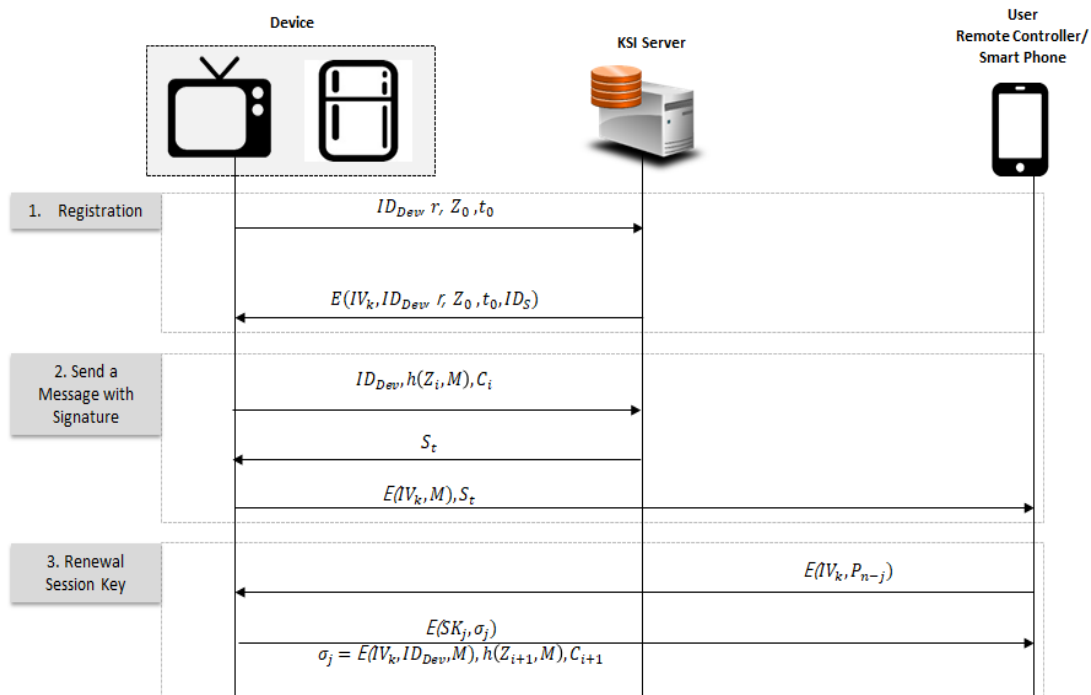 Device
KSI Server
User
Remote Controller/
Smart Phone
1. Registration
ID_Dev, r, Z_0 ,t_0
E(IV_k,ID_Dev, r, Z_0 ,t_0,ID_S)
2. Send a
Message with
Signature
ID_Dev,h(Z_i,M),C_i
S_t
E(IV_k,M),S_t
3. Renewal
Session Key
E(IV_k,P_{n-j})
E(SK_j,σ_j)
σ_j = E(IV_k,ID_Dev,M),h(Z_{i+1},M),C_{i+1}